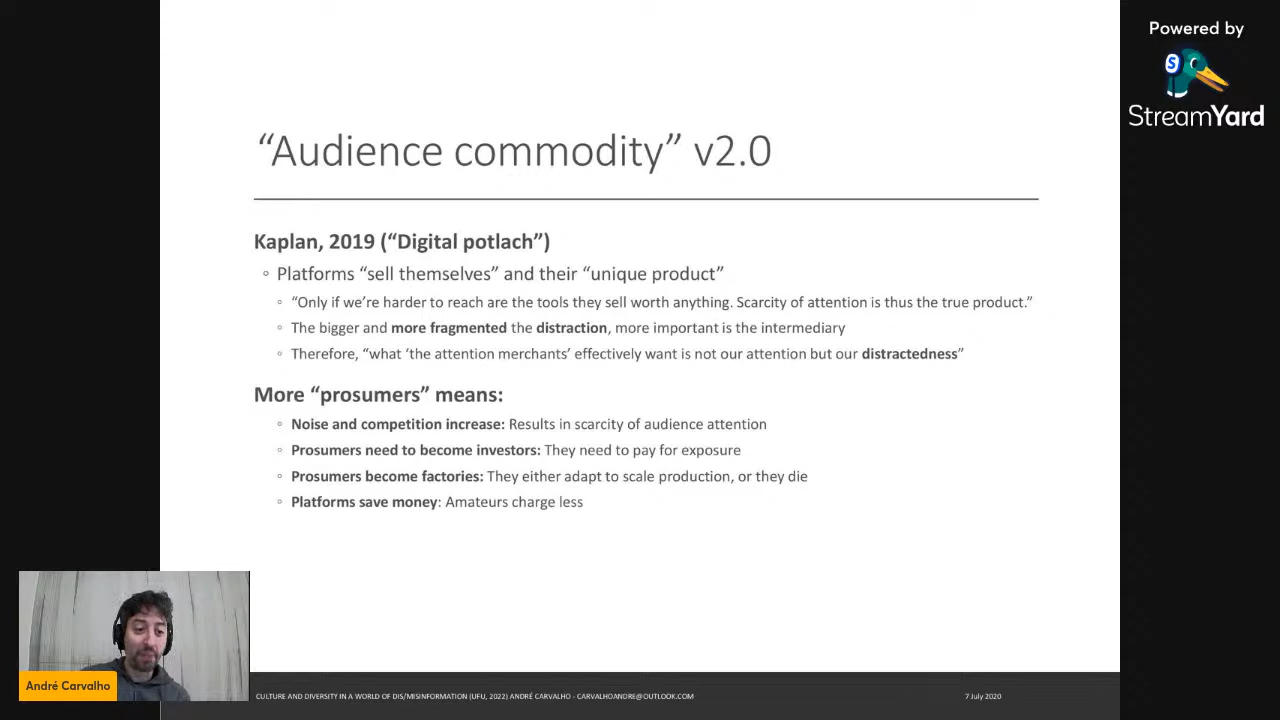 Powered by
S
StreamYard
“Audience commodity” v2.0
Kaplan, 2019 (“Digital potlach”)
◦ Platforms “sell themselves” and their “unique product”
◦ “Only if we’re harder to reach are the tools they sell worth anything. Scarcity of attention is thus the true product.”
◦ The bigger and more fragmented the distraction, more important is the intermediary
◦ Therefore, “what ‘the attention merchants’ effectively want is not our attention but our distractedness”
More “prosumers” means:
◦ Noise and competition increase: Results in scarcity of audience attention
◦ Prosumers need to become investors: They need to pay for exposure
◦ Prosumers become factories: They either adapt to scale production, or they die
◦ Platforms save money: Amateurs charge less
André Carvalho
CULTURE AND DIVERSITY IN A WORLD OF DIS/MISINFORMATION (UFU, 2022) ANDRÉ CARVALHO - CARVALHOANDRE@OUTLOOK.COM
7 July 2020